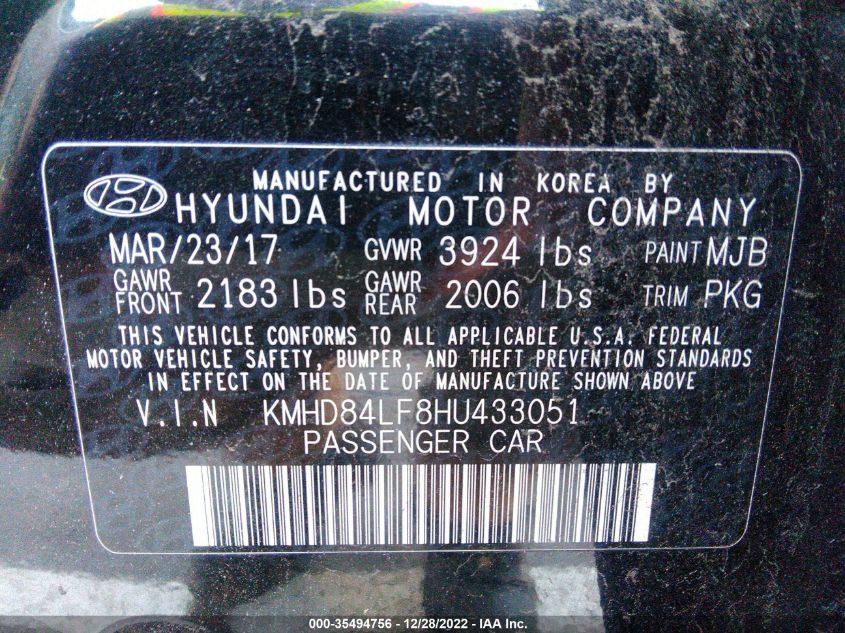 MANUFACTURED IN KOREA BY
HYUNDAI MOTOR COMPANY
MAR/23/17 GVWR 3924 lbs PAINT MJB
GAWR FRONT 2183 lbs GAWR REAR 2006 lbs TRIM PKG
THIS VEHICLE CONFORMS TO ALL APPLICABLE U.S.A. FEDERAL
MOTOR VEHICLE SAFETY, BUMPER, AND THEFT PREVENTION STANDARDS
IN EFFECT ON THE DATE OF MANUFACTURE SHOWN ABOVE
V.I.N KMHD84LF8HU433051
PASSENGER CAR
000-35494756 - 12/28/2022 - IAA Inc.